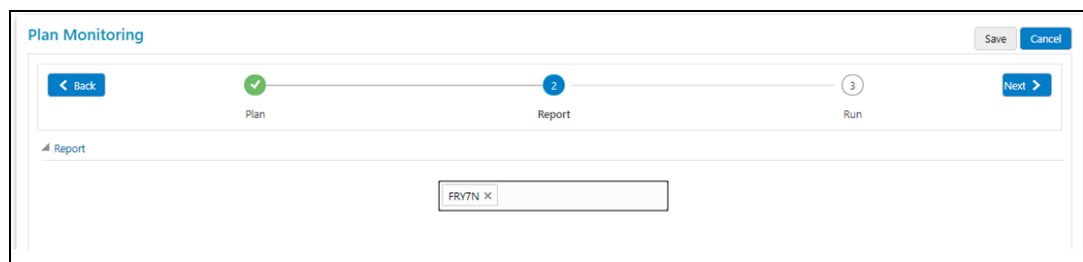 Plan Monitoring
Save Cancel
Back 2 3 Next
Plan Report Run
Report
FRY7N ×